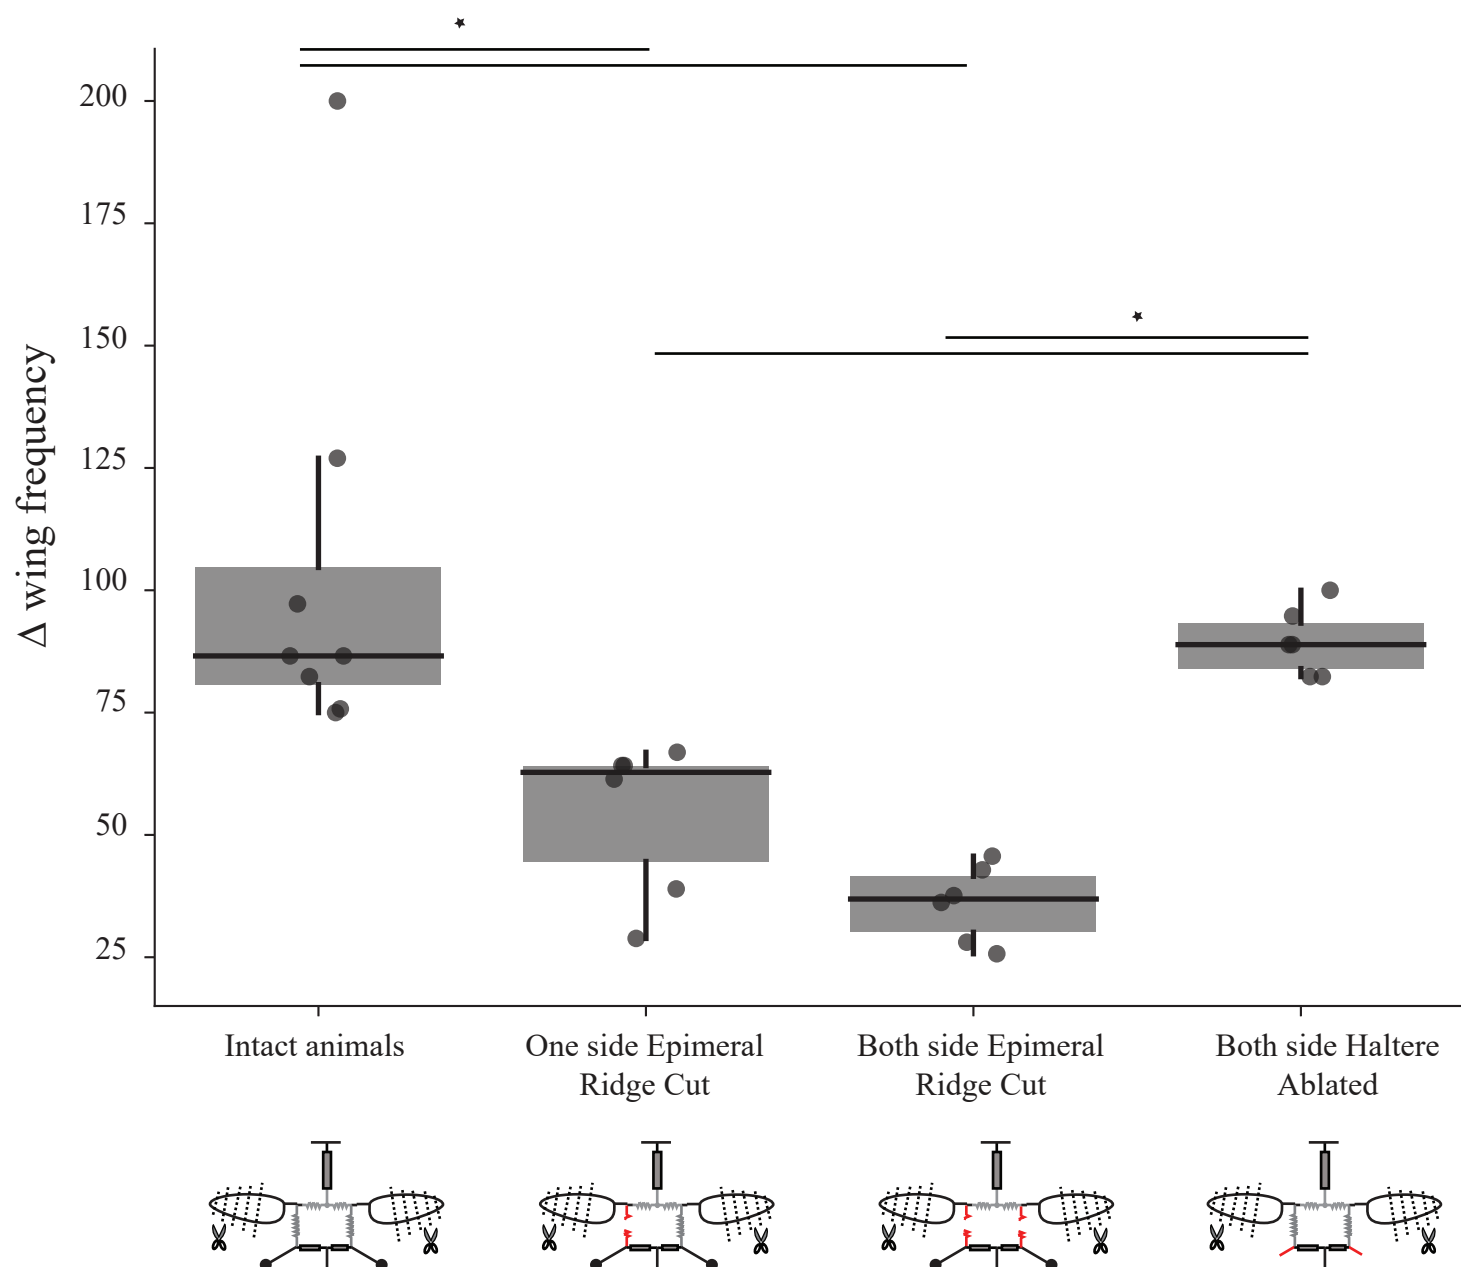 200
175
150
125
100
75
50
25
Δ wing frequency
Intact animals
One side Epimeral
Ridge Cut
Both side Epimeral
Ridge Cut
Both side Haltere
Ablated